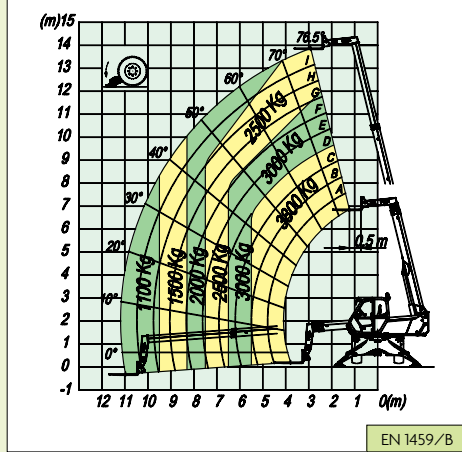 (m)15
14
13
12
11
10
9
8
7
6
5
4
3
2
1
0
-1
12 11 10 9 8 7 6 5 4 3 2 1 0(m)
76.5°
70°
60°
50°
40°
30°
20°
10°
0°
I
H
G
F
E
D
C
B
A
2500 Kg
3000 Kg
3800 Kg
1100 Kg
1500 Kg
2000 Kg
2500 Kg
3000 Kg
0.5 m
EN 1459/B